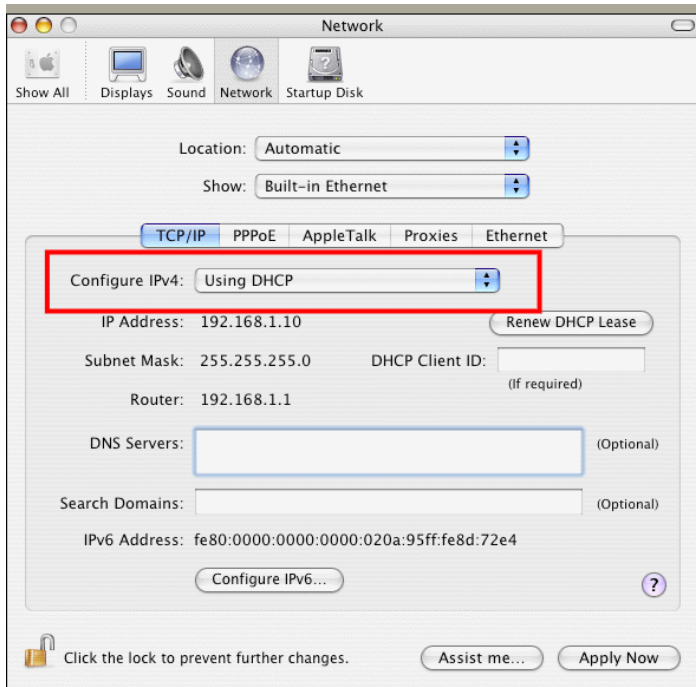 Network
Show All Displays Sound Network Startup Disk
Location: Automatic
Show: Built-in Ethernet
TCP/IP PPPoE AppleTalk Proxies Ethernet
Configure IPv4: Using DHCP
IP Address: 192.168.1.10 Renew DHCP Lease
Subnet Mask: 255.255.255.0 DHCP Client ID:
(If required)
Router: 192.168.1.1
DNS Servers: (Optional)
Search Domains: (Optional)
IPv6 Address: fe80:0000:0000:0000:020a:95ff:fe8d:72e4
Configure IPv6... ?
Click the lock to prevent further changes. Assist me... Apply Now